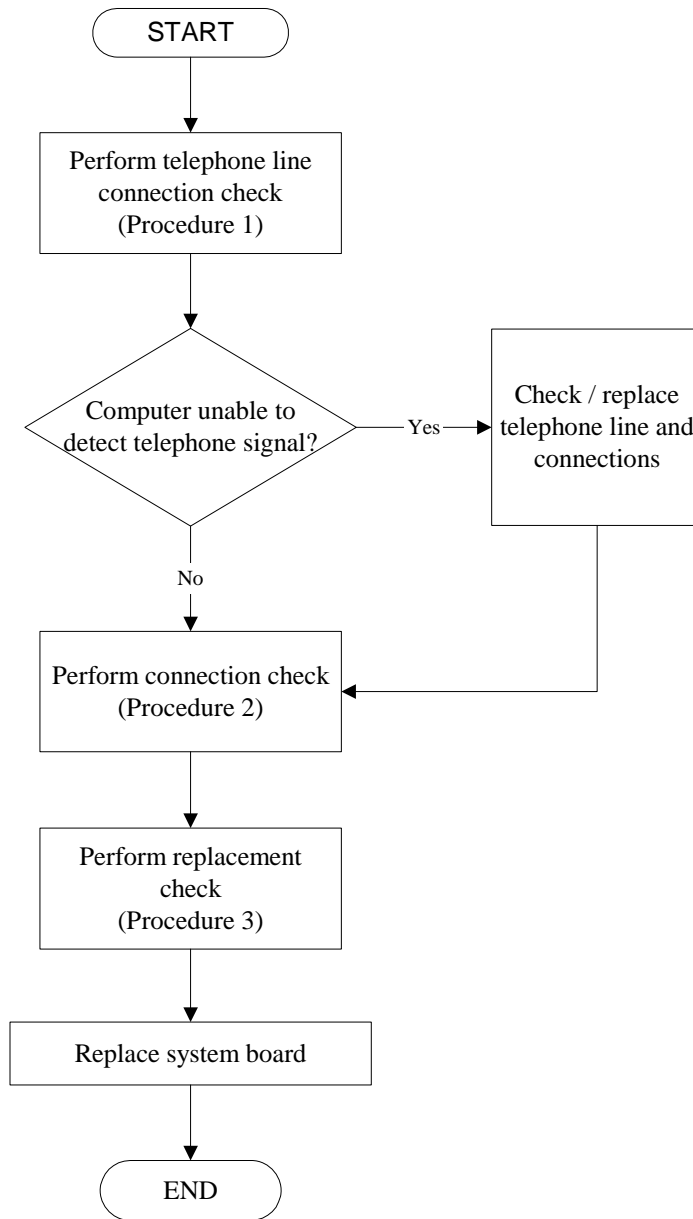 START
Perform telephone line
connection check
(Procedure 1)
Computer unable to
detect telephone signal?
Yes
Check / replace
telephone line and
connections
No
Perform connection check
(Procedure 2)
Perform replacement
check
(Procedure 3)
Replace system board
END